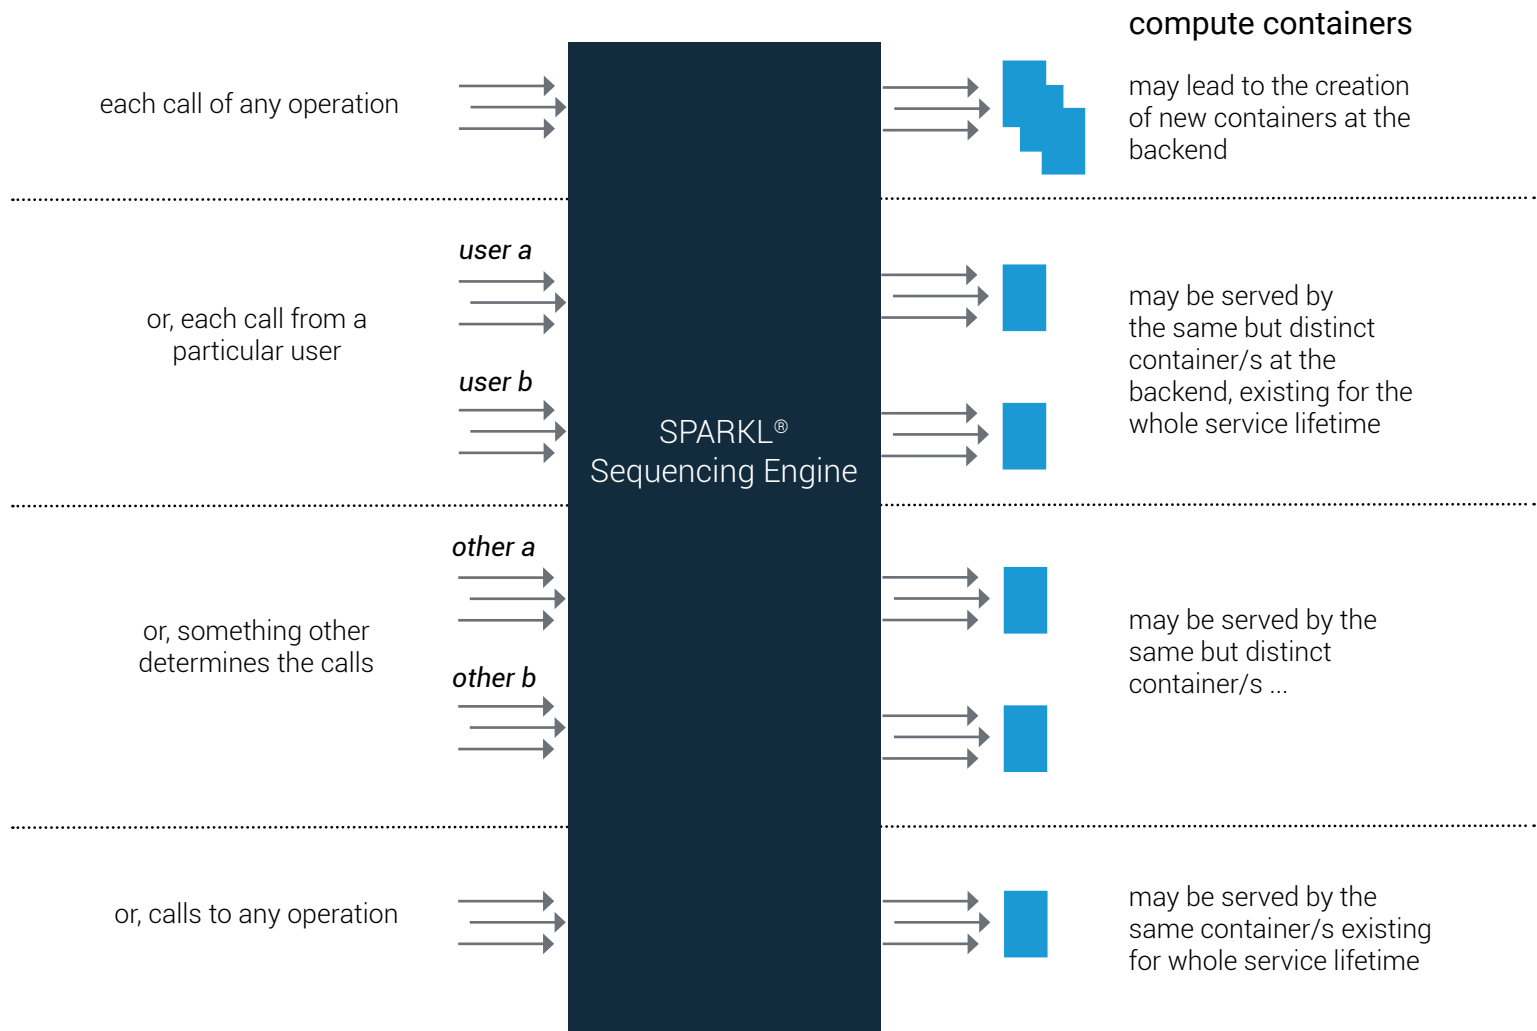 compute containers
each call of any operation
may lead to the creation
of new containers at the
backend
user a
or, each call from a
particular user
user b
may be served by
the same but distinct
container/s at the
backend, existing for the
whole service lifetime
SPARKL®
Sequencing Engine
other a
or, something other
determines the calls
other b
may be served by the
same but distinct
container/s ...
or, calls to any operation
may be served by the
same container/s existing
for whole service lifetime